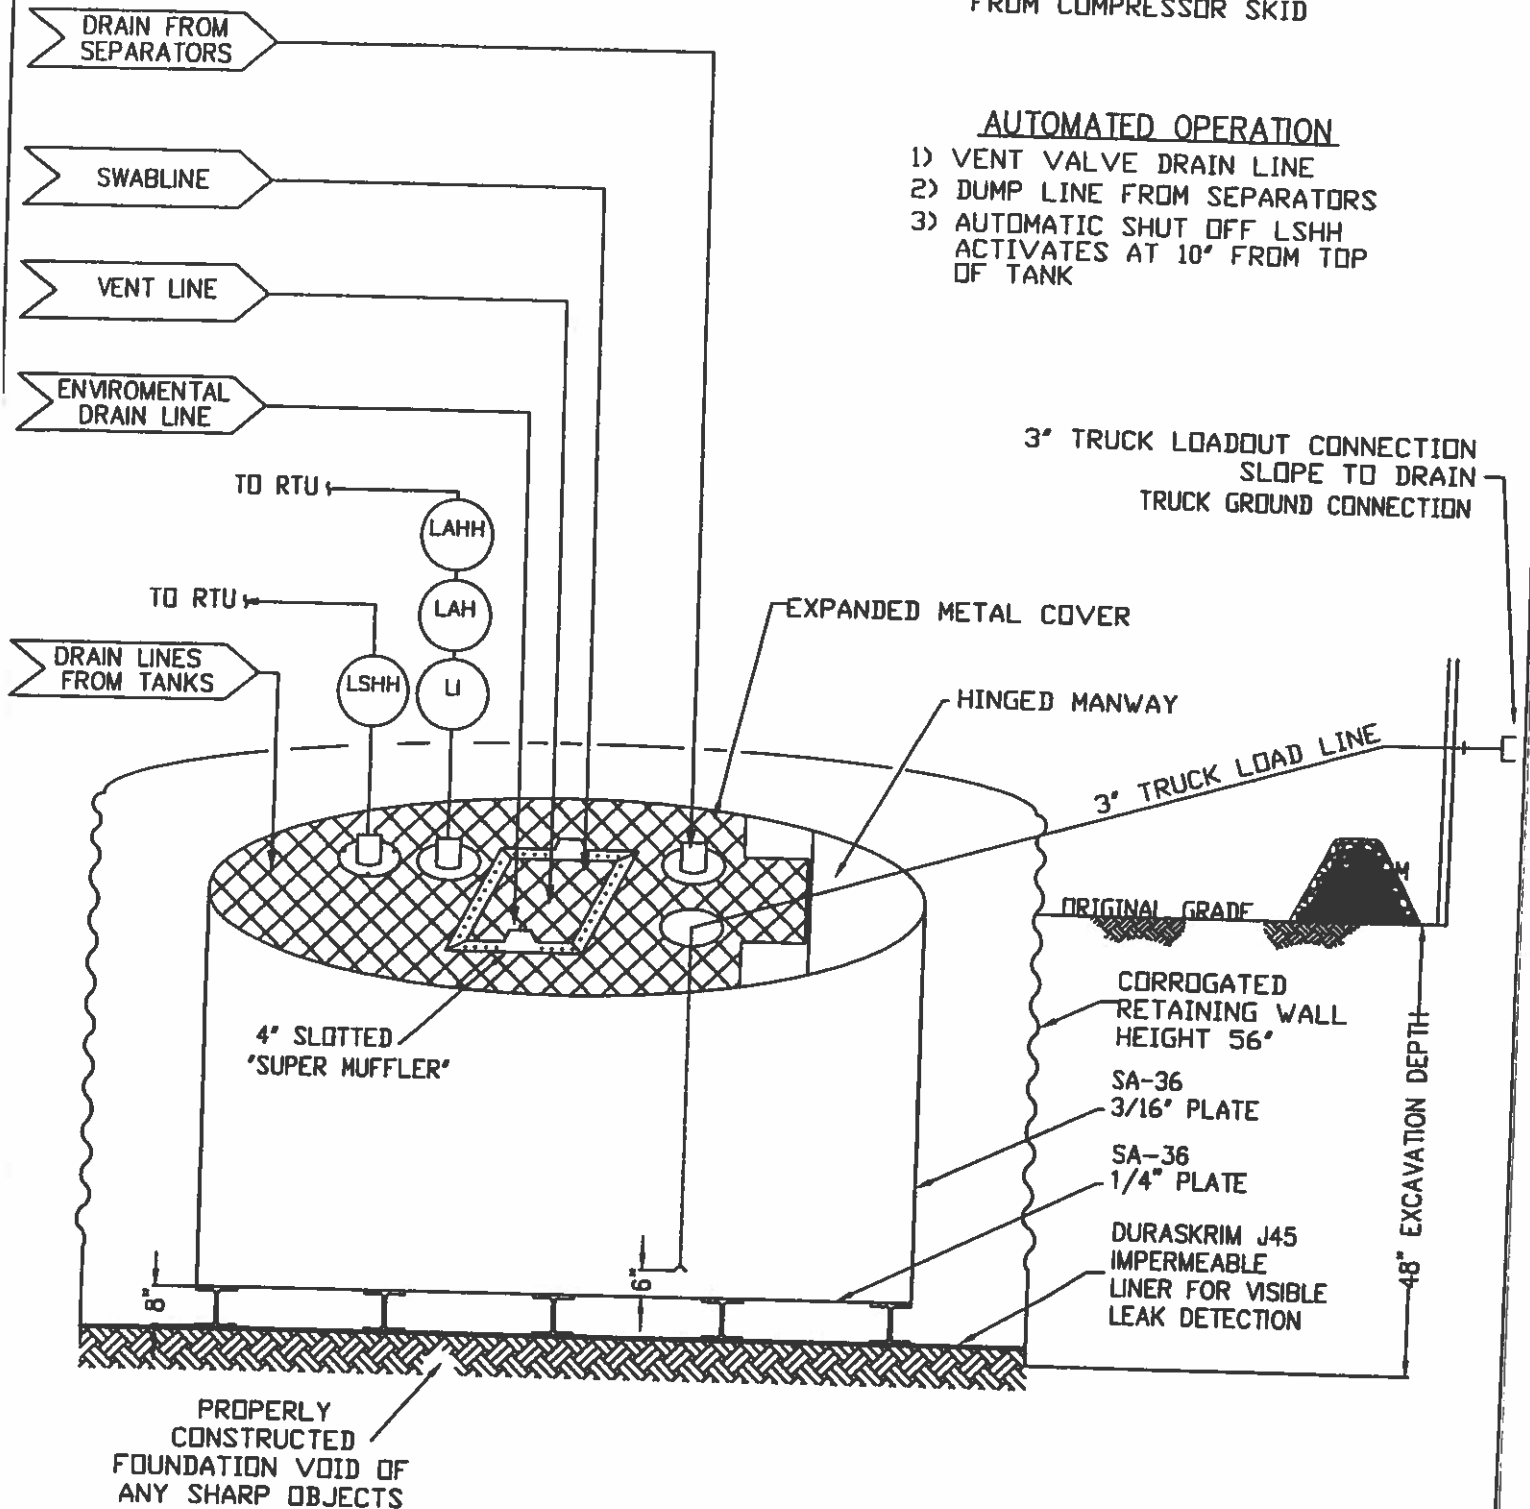 FROM COMPRESSOR SKID
DRAIN FROM
SEPARATORS
AUTOMATED OPERATION
1) VENT VALVE DRAIN LINE
2) DUMP LINE FROM SEPARATORS
3) AUTOMATIC SHUT OFF LSHH
ACTIVATES AT 10" FROM TOP
OF TANK
SWABLINE
VENT LINE
ENVIROMENTAL
DRAIN LINE
3" TRUCK LOADOUT CONNECTION
SLOPE TO DRAIN
TRUCK GROUND CONNECTION
TO RTU
LAHH
LAH
LI
TO RTU
LSHH
DRAIN LINES
FROM TANKS
EXPANDED METAL COVER
HINGED MANWAY
3" TRUCK LOAD LINE
M
ORIGINAL GRADE
CORROGATED
RETAINING WALL
HEIGHT 56"
4" SLOTTED
"SUPER MUFFLER"
SA-36
3/16" PLATE
SA-36
1/4" PLATE
48" EXCAVATION DEPTH
DURASKRIM J45
IMPERMEABLE
LINER FOR VISIBLE
LEAK DETECTION
8"
6"
PROPERLY
CONSTRUCTED
FOUNDATION VOID OF
ANY SHARP OBJECTS